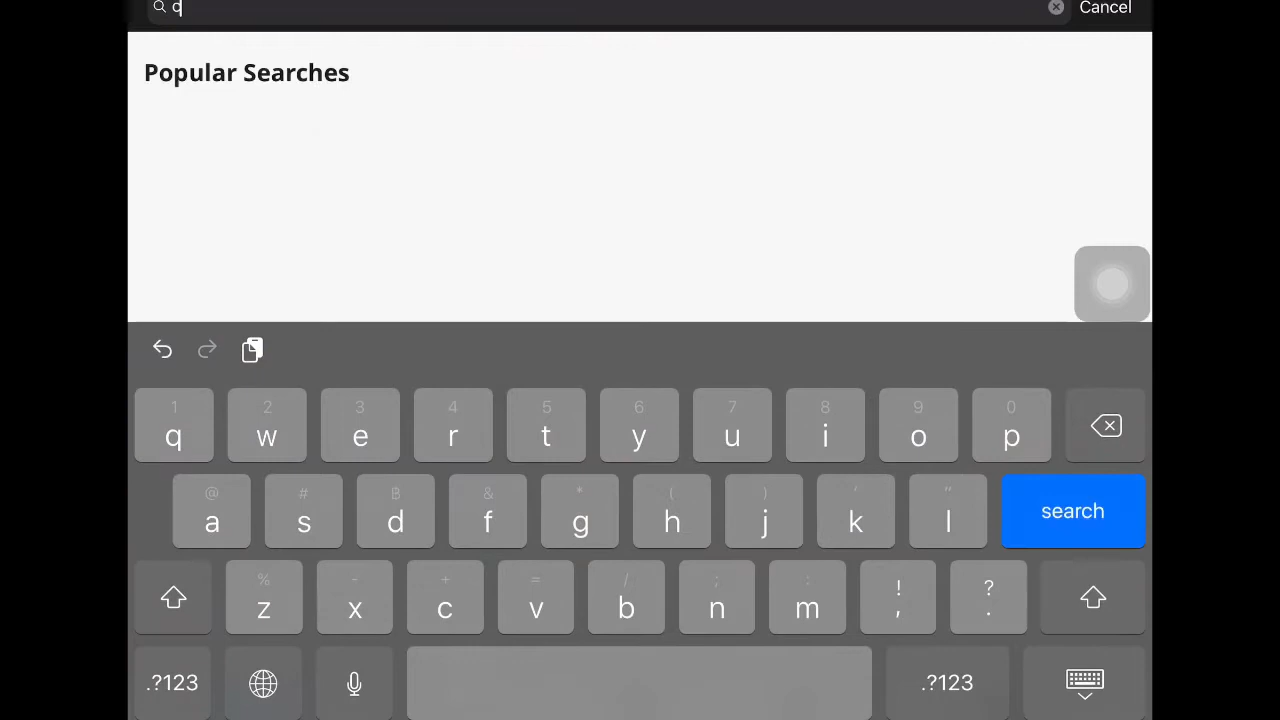 Cancel
Popular Searches
1 2 3 4 5 6 7 8 9 0
q w e r t y u i o p
@ # ₿ & * ( ) ' "
a s d f g h j k l search
% - + = / ; : ! ?
z x c v b n m , .
.?123 .?123